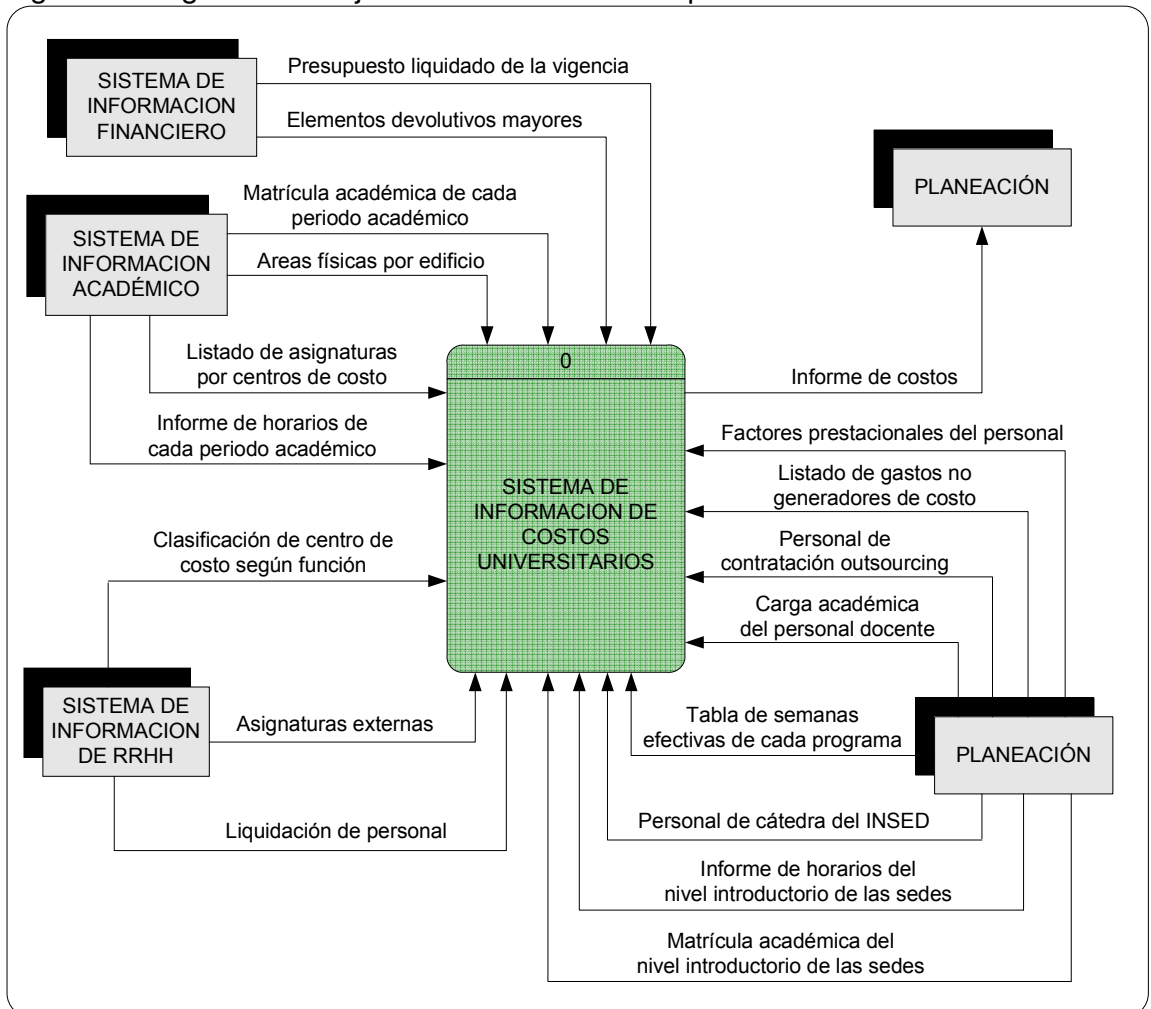 SISTEMA DE
INFORMACION
FINANCIERO
Presupuesto liquidado de la vigencia
Elementos devolutivos mayores
PLANEACIÓN
SISTEMA DE
INFORMACION
ACADÉMICO
Matrícula académica de cada
periodo académico
Areas físicas por edificio
Listado de asignaturas
por centros de costo
Informe de horarios de
cada periodo académico
0
SISTEMA DE
INFORMACION DE
COSTOS
UNIVERSITARIOS
Informe de costos
Factores prestacionales del personal
Listado de gastos no
generadores de costo
Personal de
contratación outsourcing
Carga académica
del personal docente
Clasificación de centro de
costo según función
SISTEMA DE
INFORMACION
DE RRHH
Asignaturas externas
Liquidación de personal
Tabla de semanas
efectivas de cada programa
PLANEACIÓN
Personal de cátedra del INSED
Informe de horarios del
nivel introductorio de las sedes
Matrícula académica del
nivel introductorio de las sedes